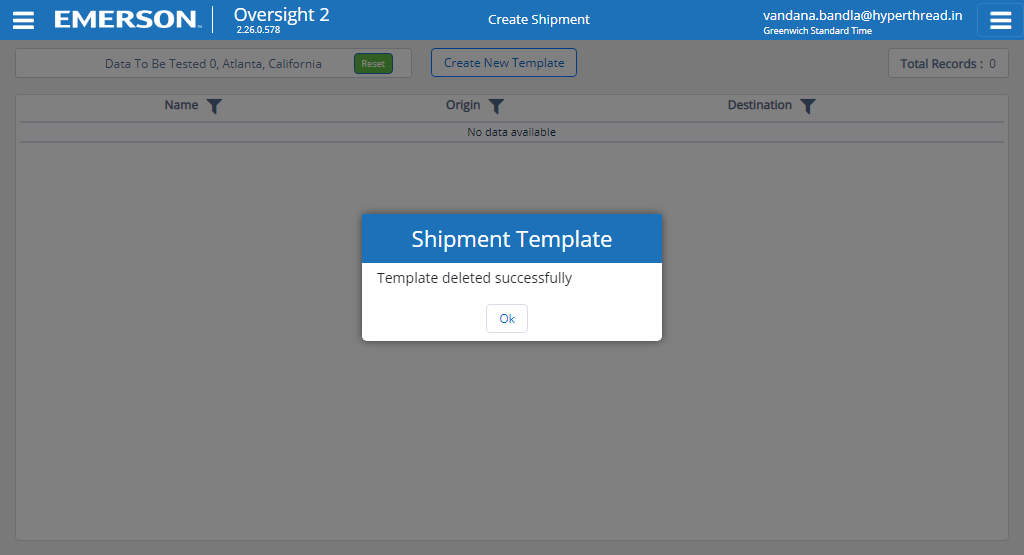 EMERSON™ Oversight 2 Create Shipment vandana.bandla@hyperthread.in
2.26.0.578 Greenwich Standard Time
Data To Be Tested 0, Atlanta, California Reset Create New Template Total Records : 0
Name Origin Destination
No data available
Shipment Template
Template deleted successfully
Ok